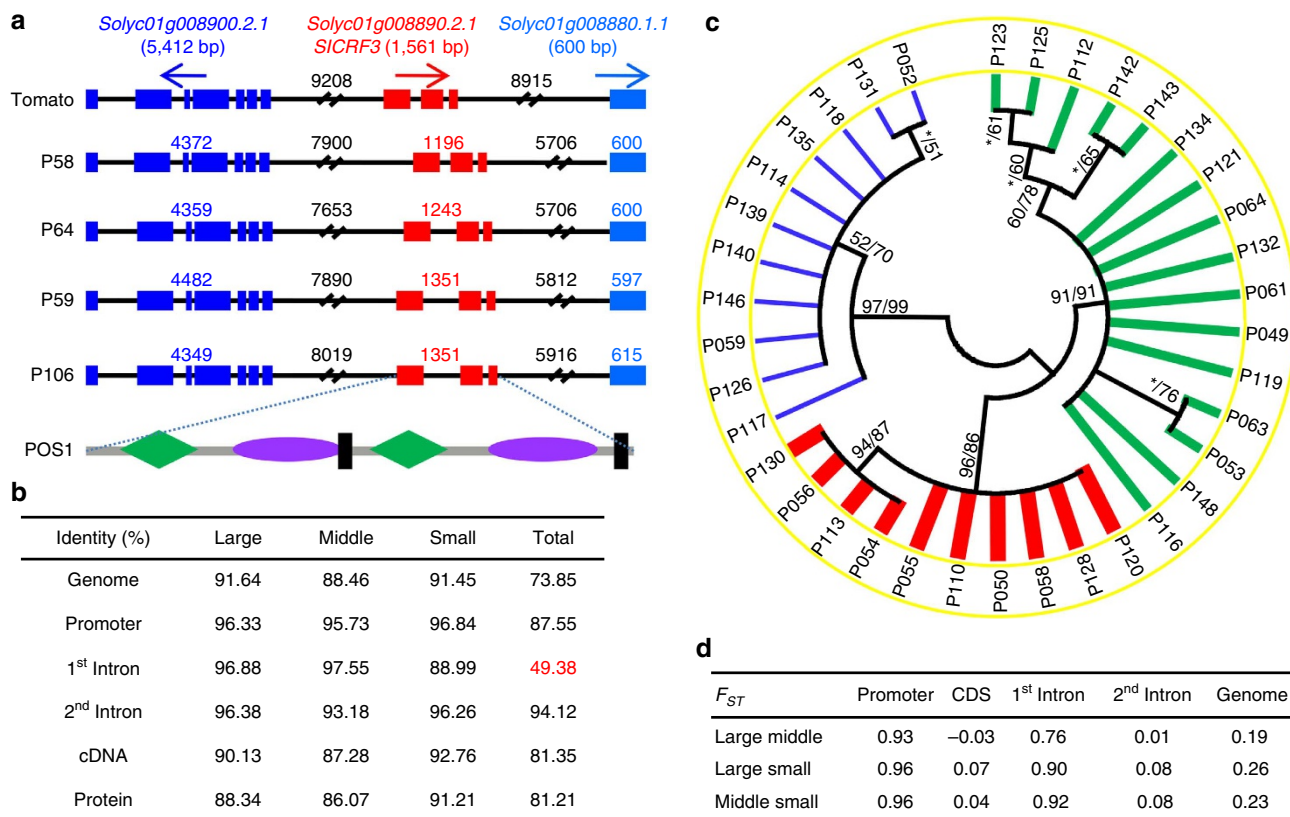 a
Solyc01g008900.2.1
(5,412 bp)
Solyc01g008890.2.1
SlCRF3 (1,561 bp)
Solyc01g008880.1.1
(600 bp)
Tomato
9208
8915
P58
4372
7900
1196
5706
600
P64
4359
7653
1243
5706
600
P59
4482
7890
1351
5812
597
P106
4349
8019
1351
5916
615
POS1
b
Identity (%) Large Middle Small Total
Genome 91.64 88.46 91.45 73.85
Promoter 96.33 95.73 96.84 87.55
1st Intron 96.88 97.55 88.99 49.38
2nd Intron 96.38 93.18 96.26 94.12
cDNA 90.13 87.28 92.76 81.35
Protein 88.34 86.07 91.21 81.21
c
P123
P125
P112
P142
P143
P134
P121
P064
P132
P061
P049
P119
P063
P053
P148
P116
P120
P128
P058
P050
P110
P055
P054
P113
P056
P130
P117
P126
P059
P146
P140
P139
P114
P135
P118
P131
P052
*/51
*/61
*/60
*/65
60/78
52/70
97/99
91/91
*/76
94/87
96/86
d
FST Promoter CDS 1st Intron 2nd Intron Genome
Large middle 0.93 −0.03 0.76 0.01 0.19
Large small 0.96 0.07 0.90 0.08 0.26
Middle small 0.96 0.04 0.92 0.08 0.23